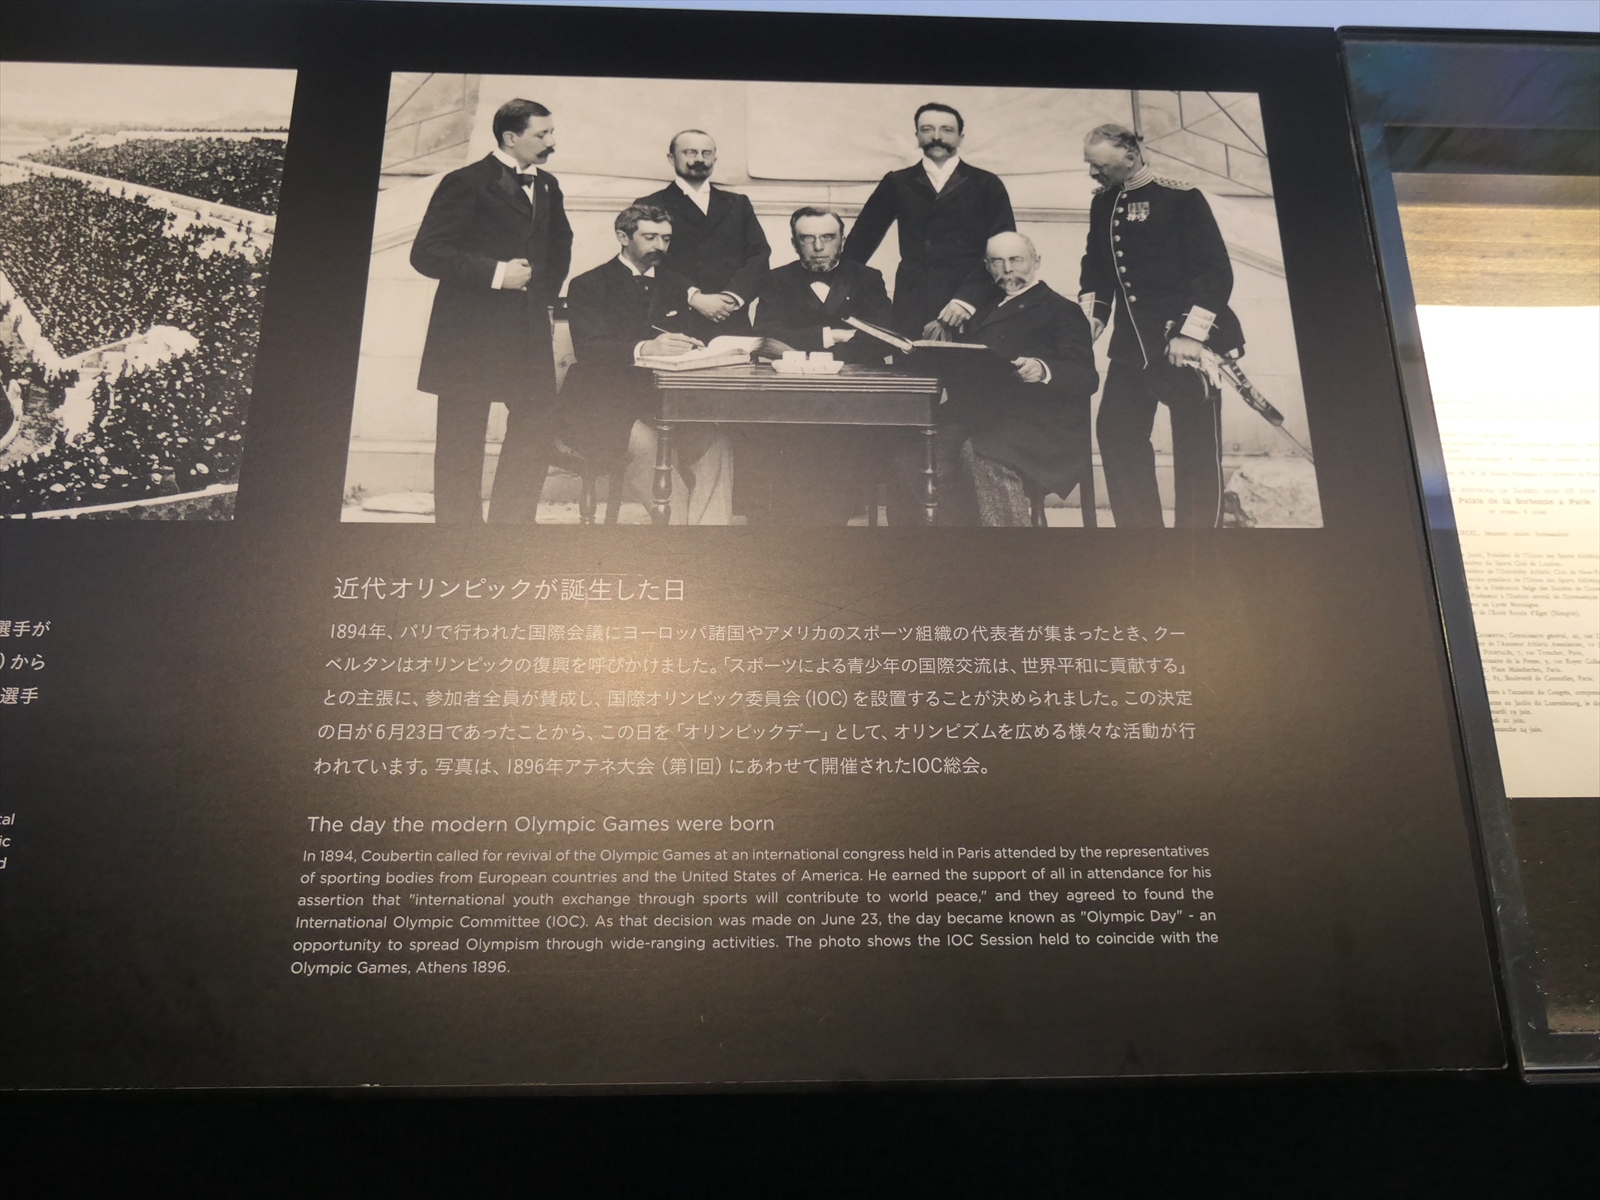 選手が
）から
選手
tal
ic
d
近代オリンピックが誕生した日
1894年、パリで行われた国際会議にヨーロッパ諸国やアメリカのスポーツ組織の代表者が集まったとき、クー
ベルタンはオリンピックの復興を呼びかけました。「スポーツによる青少年の国際交流は、世界平和に貢献する」
との主張に、参加者全員が賛成し、国際オリンピック委員会（IOC）を設置することが決められました。この決定
の日が6月23日であったことから、この日を「オリンピックデー」として、オリンピズムを広める様々な活動が行
われています。写真は、1896年アテネ大会（第1回）にあわせて開催されたIOC総会。
The day the modern Olympic Games were born
In 1894, Coubertin called for revival of the Olympic Games at an international congress held in Paris attended by the representatives
of sporting bodies from European countries and the United States of America. He earned the support of all in attendance for his
assertion that "international youth exchange through sports will contribute to world peace," and they agreed to found the
International Olympic Committee (IOC). As that decision was made on June 23, the day became known as "Olympic Day" - an
opportunity to spread Olympism through wide-ranging activities. The photo shows the IOC Session held to coincide with the
Olympic Games, Athens 1896.
Palais de la Sorbonne à Paris